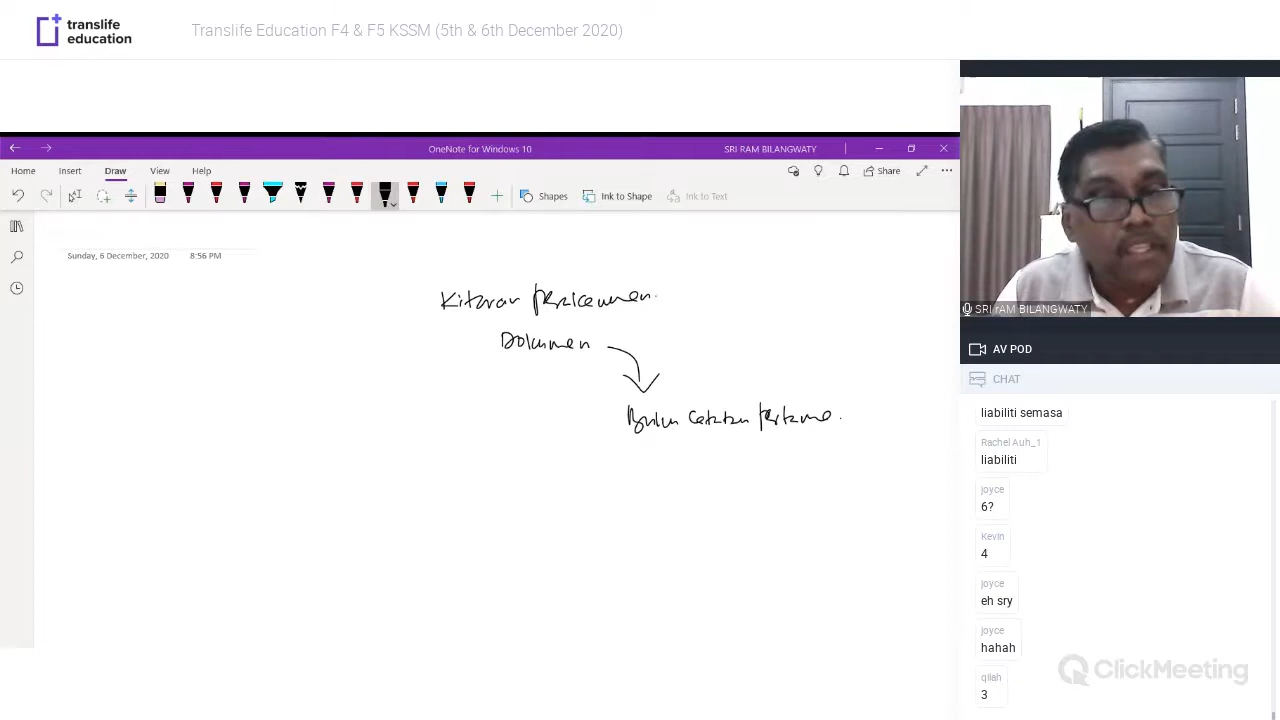 translife
education
Translife Education F4 & F5 KSSM (5th & 6th December 2020)
OneNote for Windows 10
SRI RAM BILANGWATY
Home Insert Draw View Help
Share
Shapes Ink to Shape Ink to Text
Sunday, 6 December, 2020 8:56 PM
Kitaran Perakaunan.
Dokumen
Buku Catatan Pertama.
SRI rAM BILANGWATY
AV POD
CHAT
liabiliti semasa
Rachel Auh_1
liabiliti
joyce
6?
Kevin
4
joyce
eh sry
joyce
hahah
qilah
3
ClickMeeting